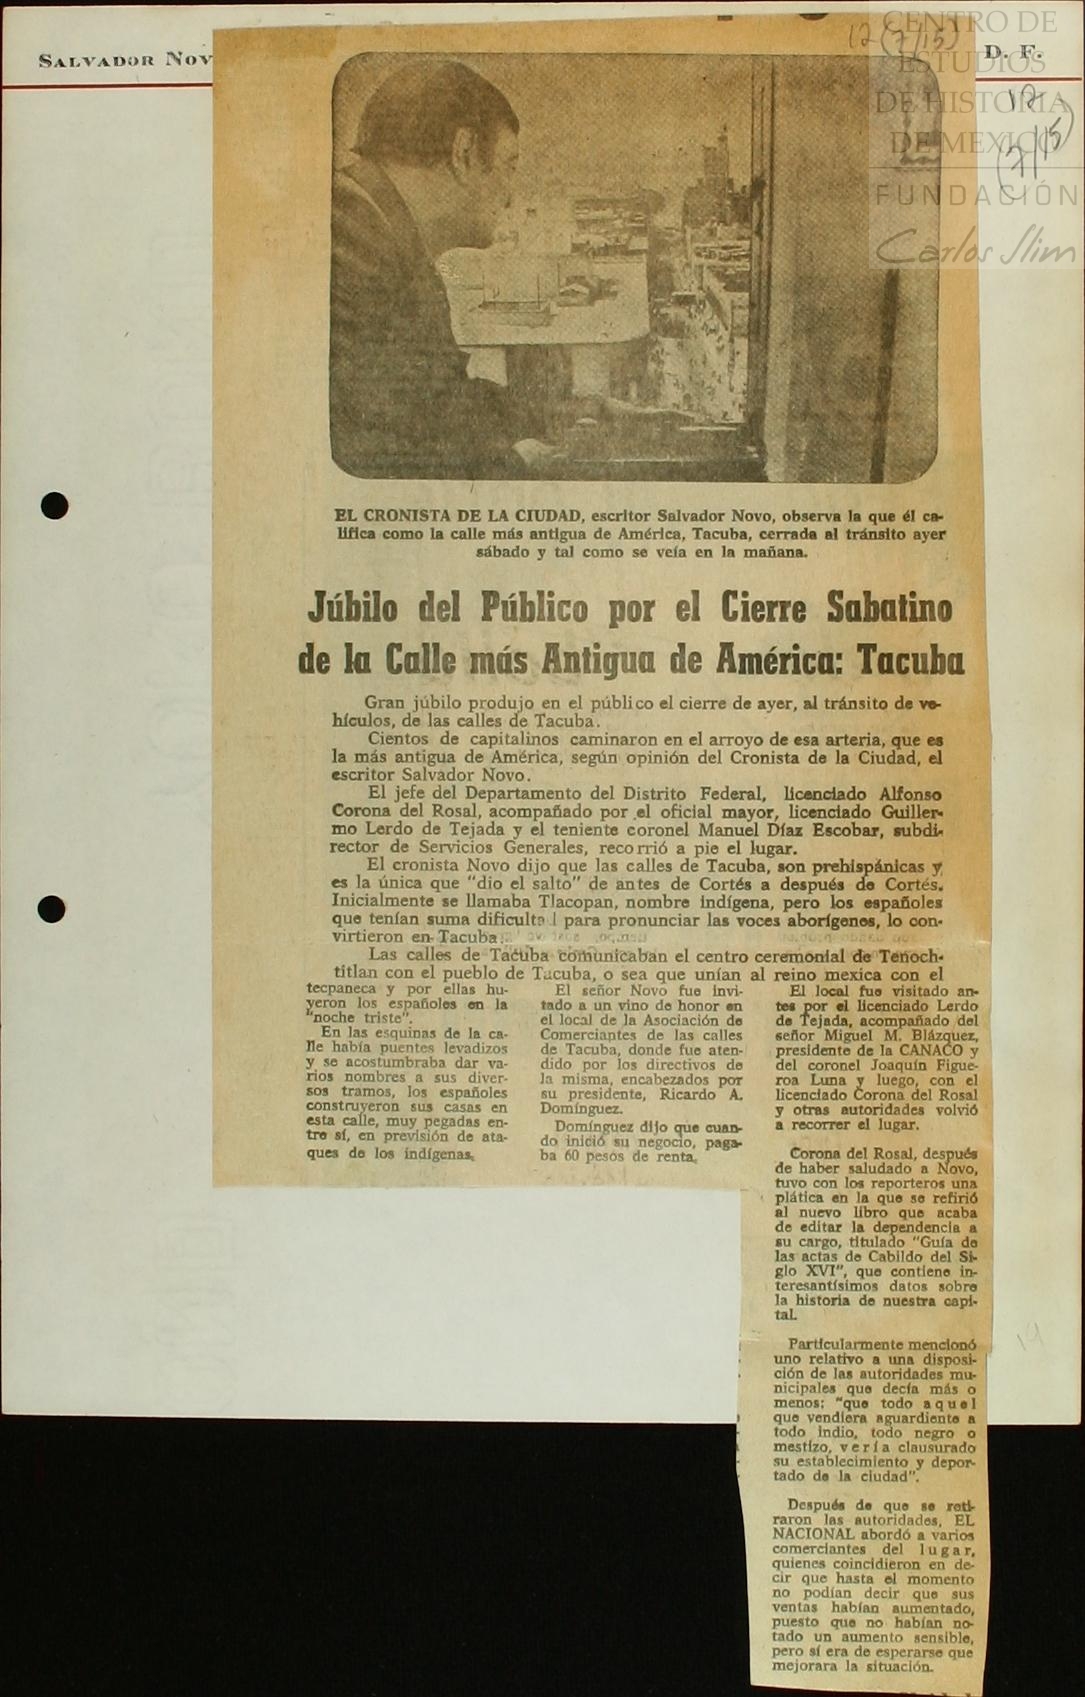 SALVADOR NOV
D. F.
12 (7/15)
12
(7/15)
CENTRO DE
ESTUDIOS
DE HISTORIA
DE MEXICO
FUNDACIÓN
Carlos Slim
EL CRONISTA DE LA CIUDAD, escritor Salvador Novo, observa la que él ca-
lifica como la calle más antigua de América, Tacuba, cerrada al tránsito ayer
sábado y tal como se veía en la mañana.
Júbilo del Público por el Cierre Sabatino
de la Calle más Antigua de América: Tacuba
Gran júbilo produjo en el público el cierre de ayer, al tránsito de ve-
hículos, de las calles de Tacuba.
Cientos de capitalinos caminaron en el arroyo de esa arteria, que es
la más antigua de América, según opinión del Cronista de la Ciudad, el
escritor Salvador Novo.
El jefe del Departamento del Distrito Federal, licenciado Alfonso
Corona del Rosal, acompañado por el oficial mayor, licenciado Guiller-
mo Lerdo de Tejada y el teniente coronel Manuel Díaz Escobar, subdi-
rector de Servicios Generales, recorrió a pie el lugar.
El cronista Novo dijo que las calles de Tacuba, son prehispánicas y
es la única que "dio el salto" de antes de Cortés a después de Cortés.
Inicialmente se llamaba Tlacopan, nombre indígena, pero los españoles
que tenían suma dificultad para pronunciar las voces aborígenes, lo con-
virtieron en Tacuba.
Las calles de Tacuba comunicaban el centro ceremonial de Tenoch-
titlan con el pueblo de Tacuba, o sea que unían al reino mexica con el
tecpaneca y por ellas hu-
yeron los españoles en la
"noche triste".
En las esquinas de la ca-
lle había puentes levadizos
y se acostumbraba dar va-
rios nombres a sus diver-
sos tramos, los españoles
construyeron sus casas en
esta calle, muy pegadas en-
tre sí, en previsión de ata-
ques de los indígenas.
El señor Novo fue invi-
tado a un vino de honor en
el local de la Asociación de
Comerciantes de las calles
de Tacuba, donde fue aten-
dido por los directivos de
la misma, encabezados por
su presidente, Ricardo A.
Domínguez.
Domínguez dijo que cuan-
do inició su negocio, paga-
ba 60 pesos de renta.
El local fue visitado an-
tes por el licenciado Lerdo
de Tejada, acompañado del
señor Miguel M. Blázquez,
presidente de la CANACO y
del coronel Joaquín Figue-
roa Luna y luego, con el
licenciado Corona del Rosal
y otras autoridades volvió
a recorrer el lugar.
Corona del Rosal, después
de haber saludado a Novo,
tuvo con los reporteros una
plática en la que se refirió
al nuevo libro que acaba
de editar la dependencia a
su cargo, titulado "Guía de
las actas de Cabildo del Si-
glo XVI", que contiene in-
teresantísimos datos sobre
la historia de nuestra capi-
tal.
Particularmente mencionó
uno relativo a una disposi-
ción de las autoridades mu-
nicipales que decía más o
menos: "que todo aquel
que vendiera aguardiente a
todo indio, todo negro o
mestizo, vería clausurado
su establecimiento y depor-
tado de la ciudad".
Después de que se reti-
raron las autoridades, EL
NACIONAL abordó a varios
comerciantes del lugar,
quienes coincidieron en de-
cir que hasta el momento
no podían decir que sus
ventas habían aumentado,
puesto que no habían no-
tado un aumento sensible,
pero sí era de esperarse que
mejorara la situación.
19